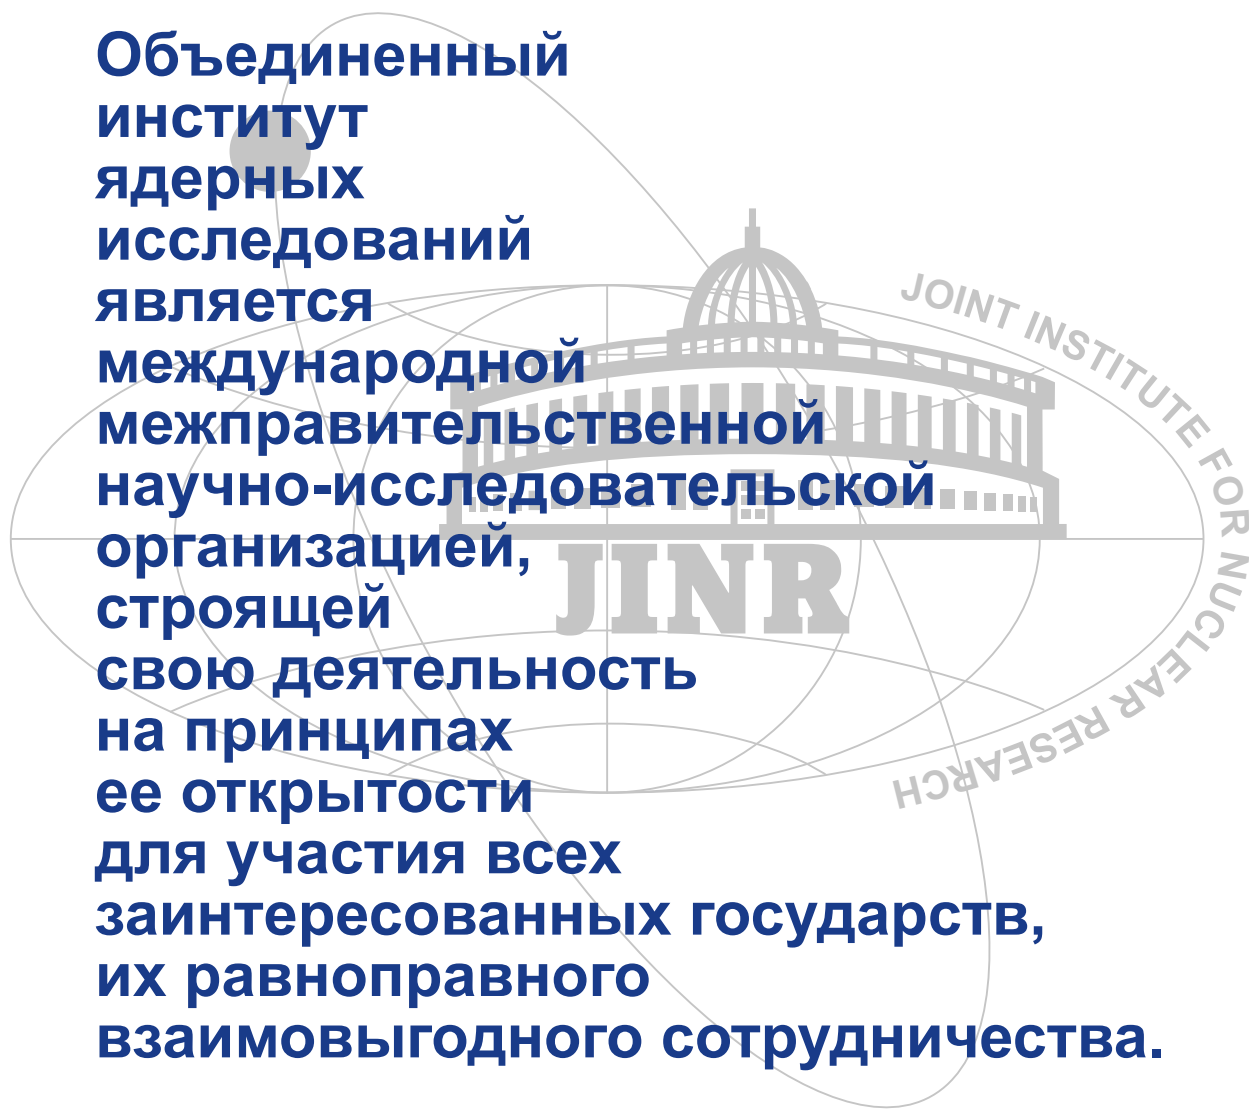 Объединенный
институт
ядерных
исследований
является
международной
межправительственной
научно-исследовательской
организацией,
строящей
свою деятельность
на принципах
ее открытости
для участия всех
заинтересованных государств,
их равноправного
взаимовыгодного сотрудничества.
JOINT INSTITUTE FOR NUCLEAR RESEARCH
JINR